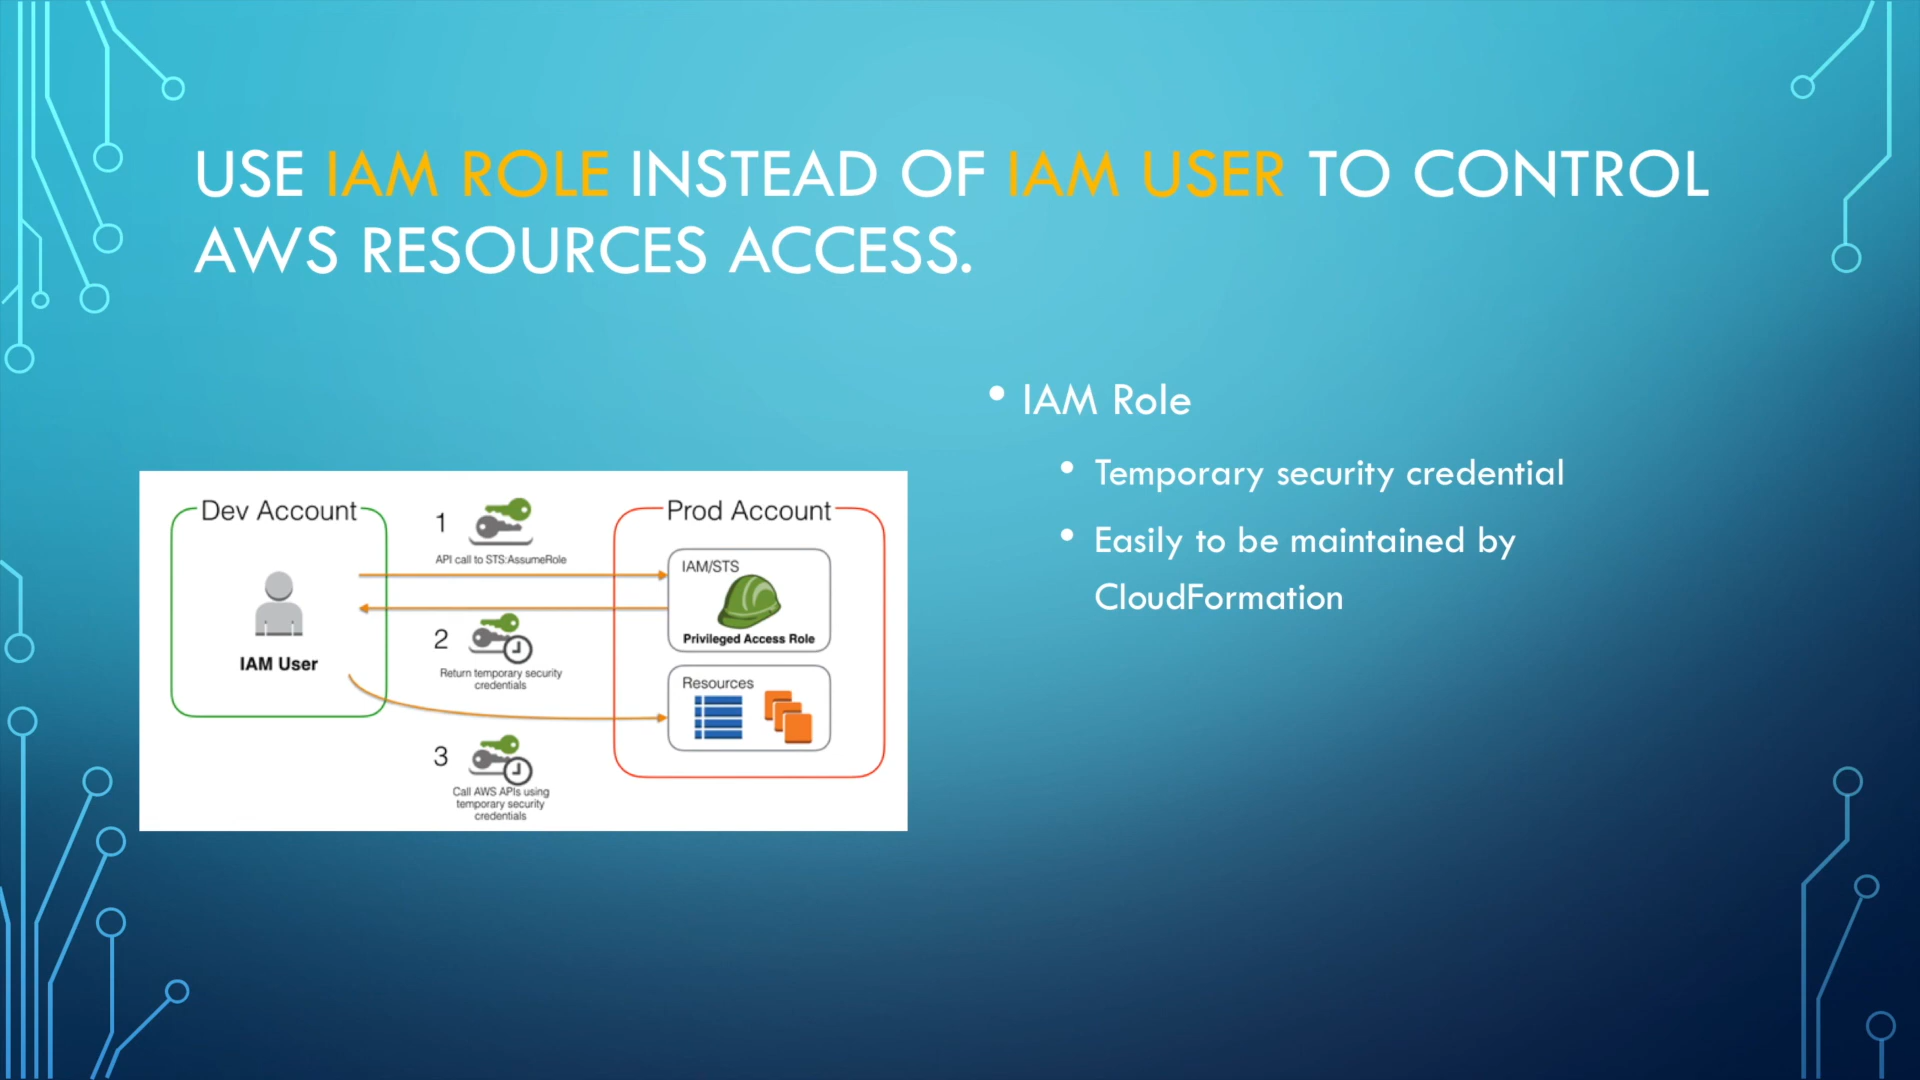 USE IAM ROLE INSTEAD OF IAM USER TO CONTROL
AWS RESOURCES ACCESS.
Dev Account
IAM User
1
API call to STS:AssumeRole
2
Return temporary security
credentials
3
Call AWS APIs using
temporary security
credentials
Prod Account
IAM/STS
Privileged Access Role
Resources
• IAM Role
• Temporary security credential
• Easily to be maintained by
CloudFormation